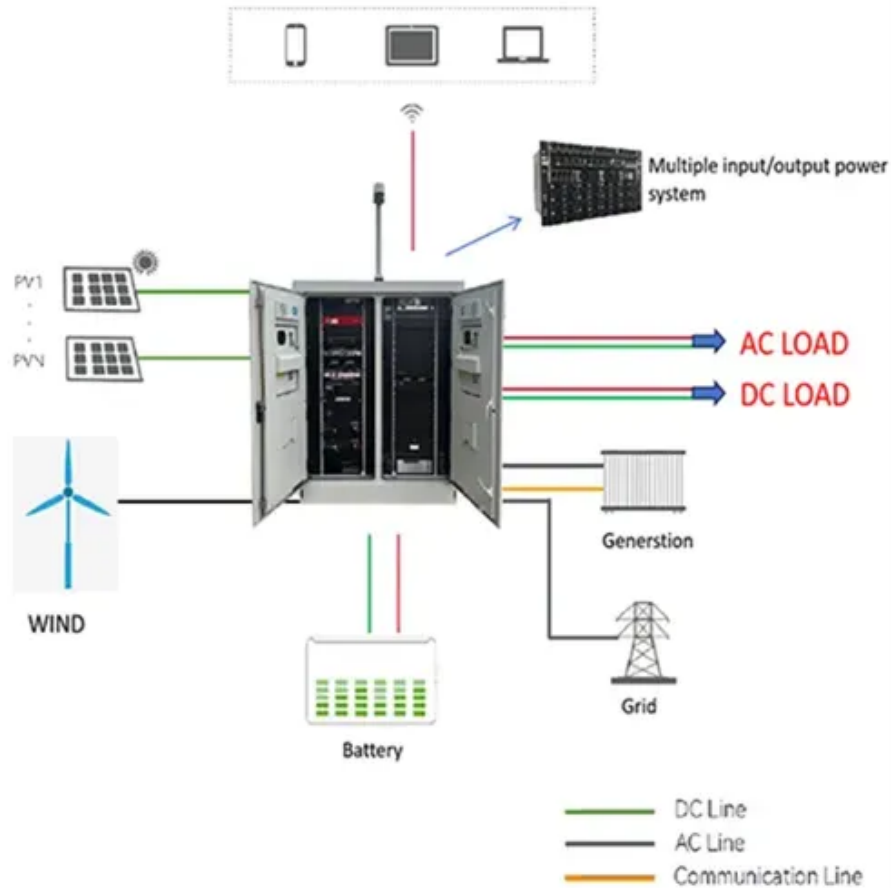 Multiple input/output power
system
PV1
PVN
AC LOAD
DC LOAD
WIND
Generstion
Grid
Battery
DC Line
AC Line
Communication Line